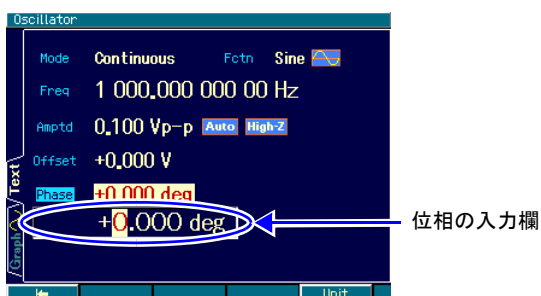 Oscillator
Mode Continuous Fctn Sine
Freq 1 000.000 000 00 Hz
Amptd 0.100 Vp-p Auto High-Z
Offset +0.000 V
Text
Phase +0.000 deg
+0.000 deg 位相の入力欄
Graph
Unit